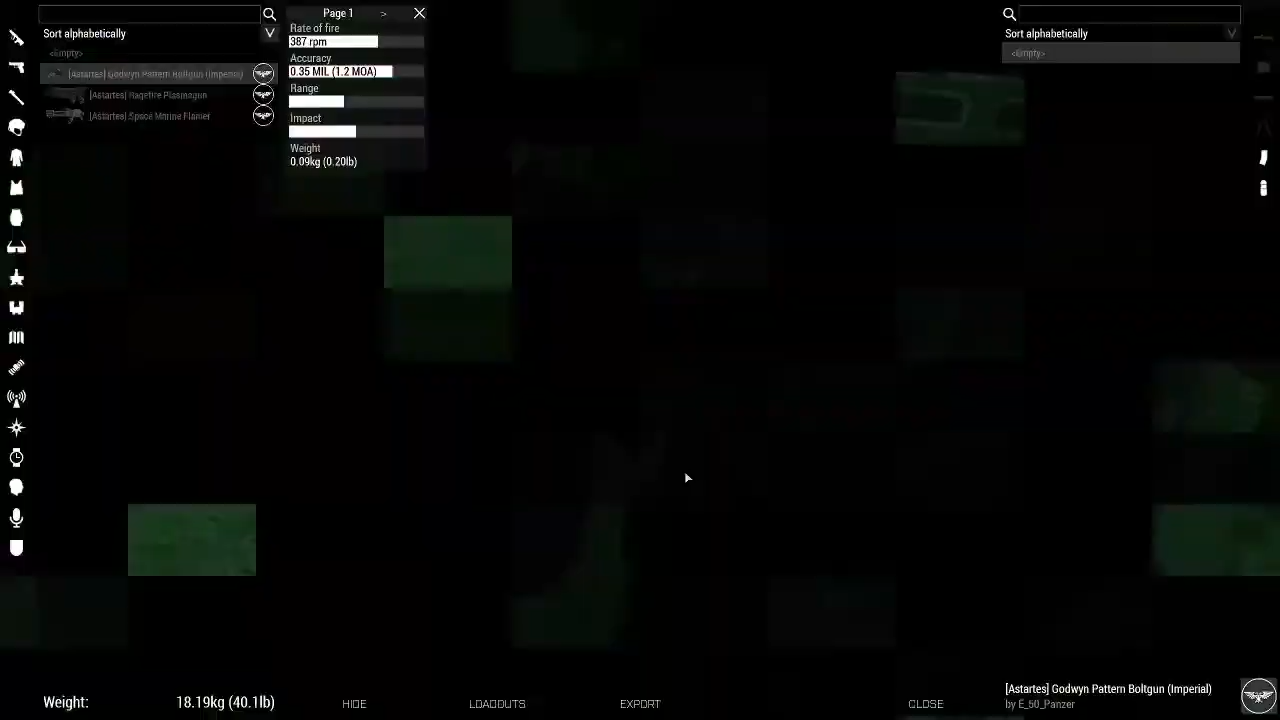 Sort alphabetically
<Empty>
[Astartes] Godwyn Pattern Boltgun (Imperial)
[Astartes] Ragefire Plasmagun
[Astartes] Space Marine Flamer
Page 1 >
Rate of fire
387 rpm
Accuracy
0.35 MIL (1.2 MOA)
Range
Impact
Weight
0.09kg (0.20lb)
Sort alphabetically
<Empty>
Weight: 18.19kg (40.1lb)
HIDE
LOADOUTS
EXPORT
CLOSE
[Astartes] Godwyn Pattern Boltgun (Imperial)
by E_50_Panzer